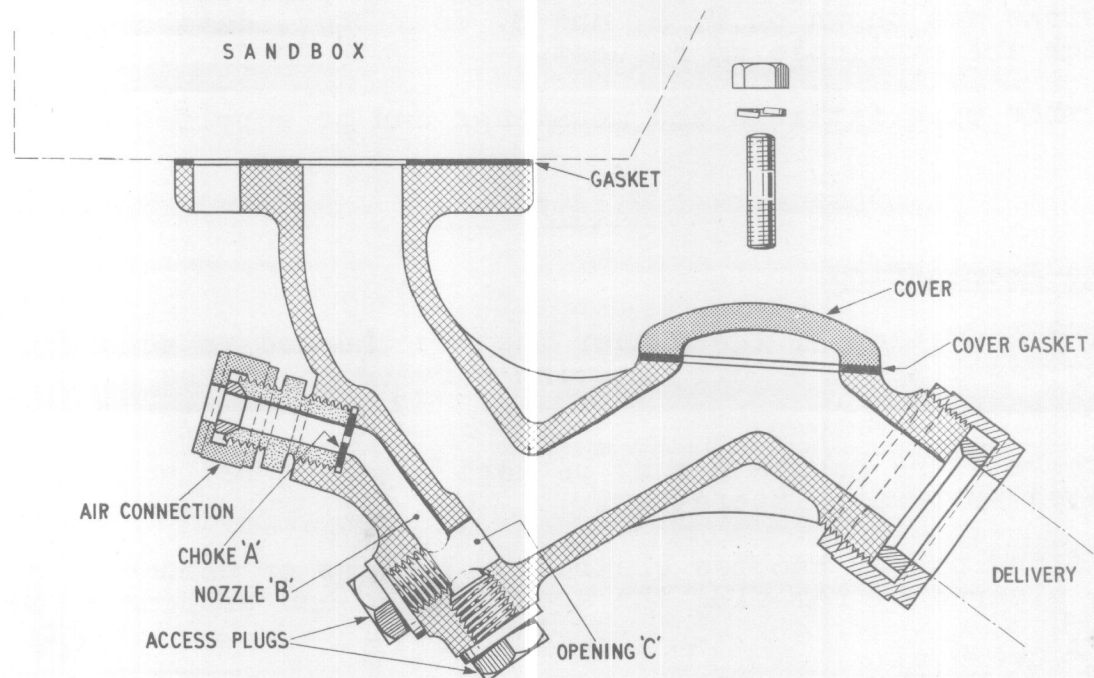 SANDBOX
GASKET
COVER
COVER GASKET
AIR CONNECTION
CHOKE 'A'
NOZZLE 'B'
DELIVERY
ACCESS PLUGS
OPENING 'C'